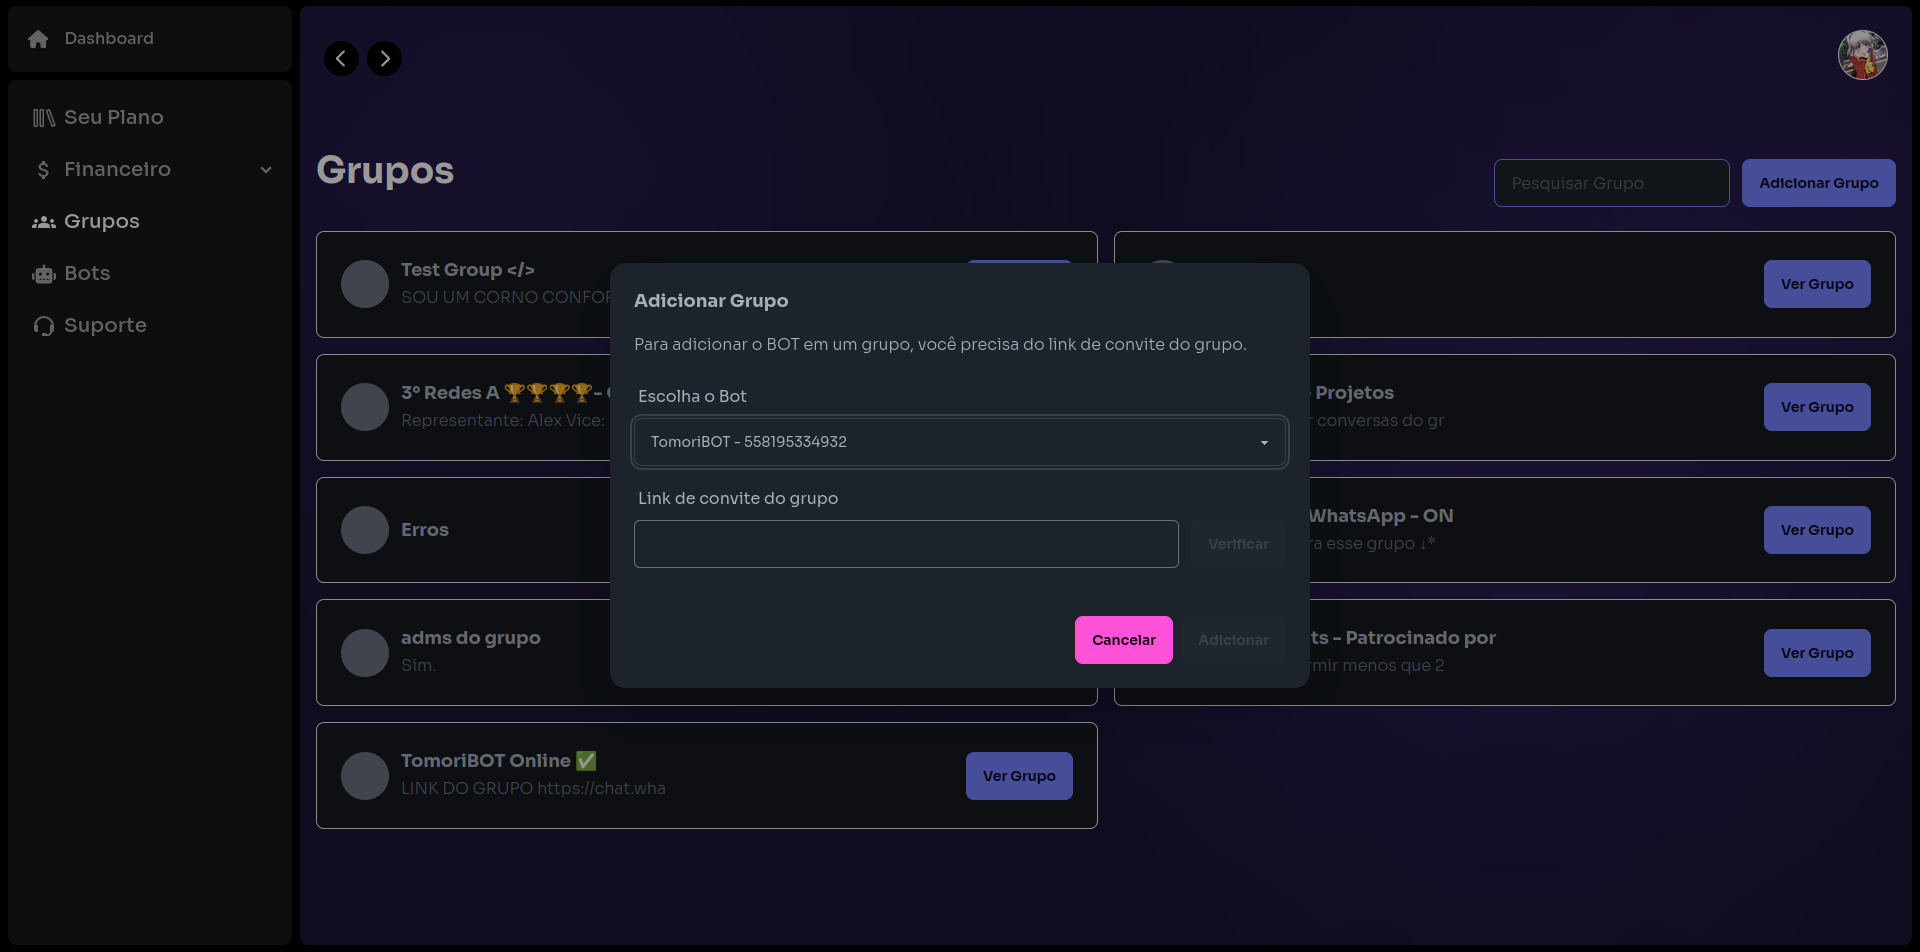 Dashboard
Seu Plano
Financeiro
Grupos
Bots
Suporte
Grupos
Pesquisar Grupo
Adicionar Grupo
Test Group </>
SOU UM CORNO CONFOR
Ver Grupo
3º Redes A 🏆🏆🏆🏆-
Representante: Alex Vice:
Projetos
conversas do gr
Ver Grupo
Erros
WhatsApp - ON
ra esse grupo ↓*
Ver Grupo
adms do grupo
Sim.
ts - Patrocinado por
rmir menos que 2
Ver Grupo
TomoriBOT Online ✅
LINK DO GRUPO https://chat.wha
Ver Grupo
Adicionar Grupo
Para adicionar o BOT em um grupo, você precisa do link de convite do grupo.
Escolha o Bot
TomoriBOT - 558195334932
Link de convite do grupo
Verificar
Cancelar
Adicionar